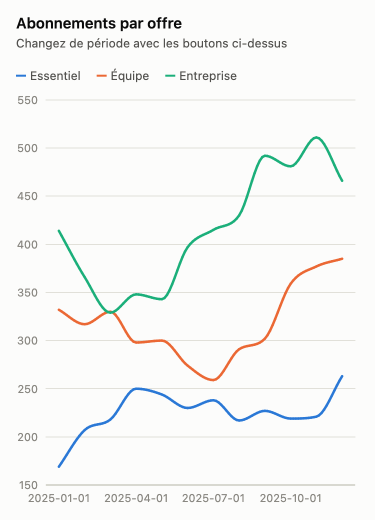 Abonnements par offre
Changez de période avec les boutons ci-dessus
Essentiel Équipe Entreprise
550
500
450
400
350
300
250
200
150
2025-01-01 2025-04-01 2025-07-01 2025-10-01